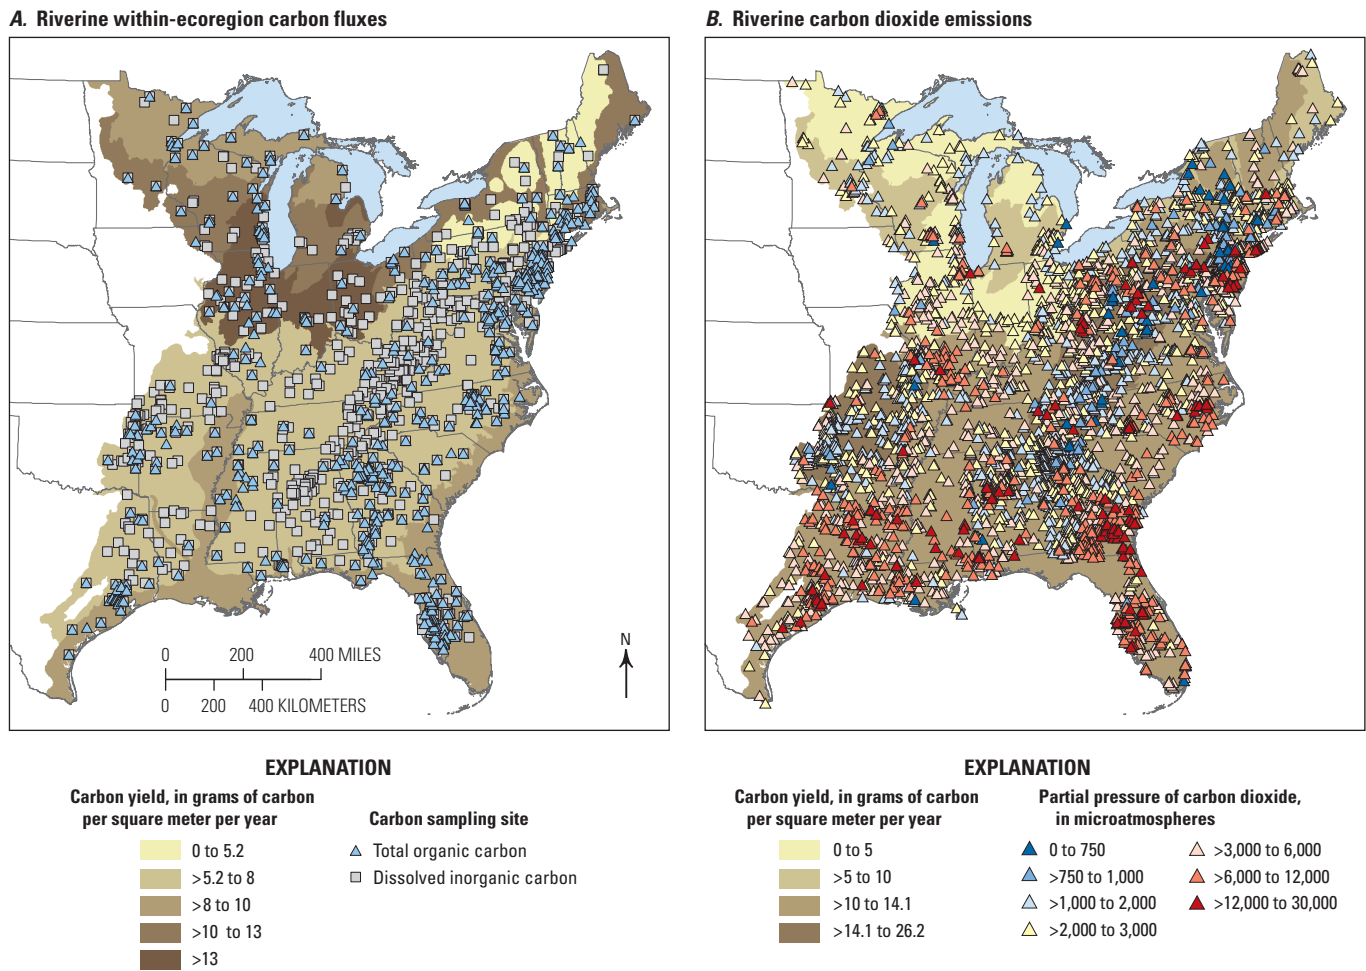 A. Riverine within-ecoregion carbon fluxes
B. Riverine carbon dioxide emissions
0 200 400 MILES
0 200 400 KILOMETERS
N
EXPLANATION
Carbon yield, in grams of carbon
per square meter per year
0 to 5.2
>5.2 to 8
>8 to 10
>10 to 13
>13
Carbon sampling site
Total organic carbon
Dissolved inorganic carbon
EXPLANATION
Carbon yield, in grams of carbon
per square meter per year
0 to 5
>5 to 10
>10 to 14.1
>14.1 to 26.2
Partial pressure of carbon dioxide,
in microatmospheres
0 to 750
>750 to 1,000
>1,000 to 2,000
>2,000 to 3,000
>3,000 to 6,000
>6,000 to 12,000
>12,000 to 30,000